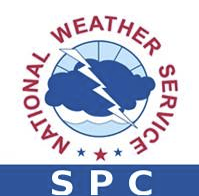 NATIONAL WEATHER SERVICE
SPC